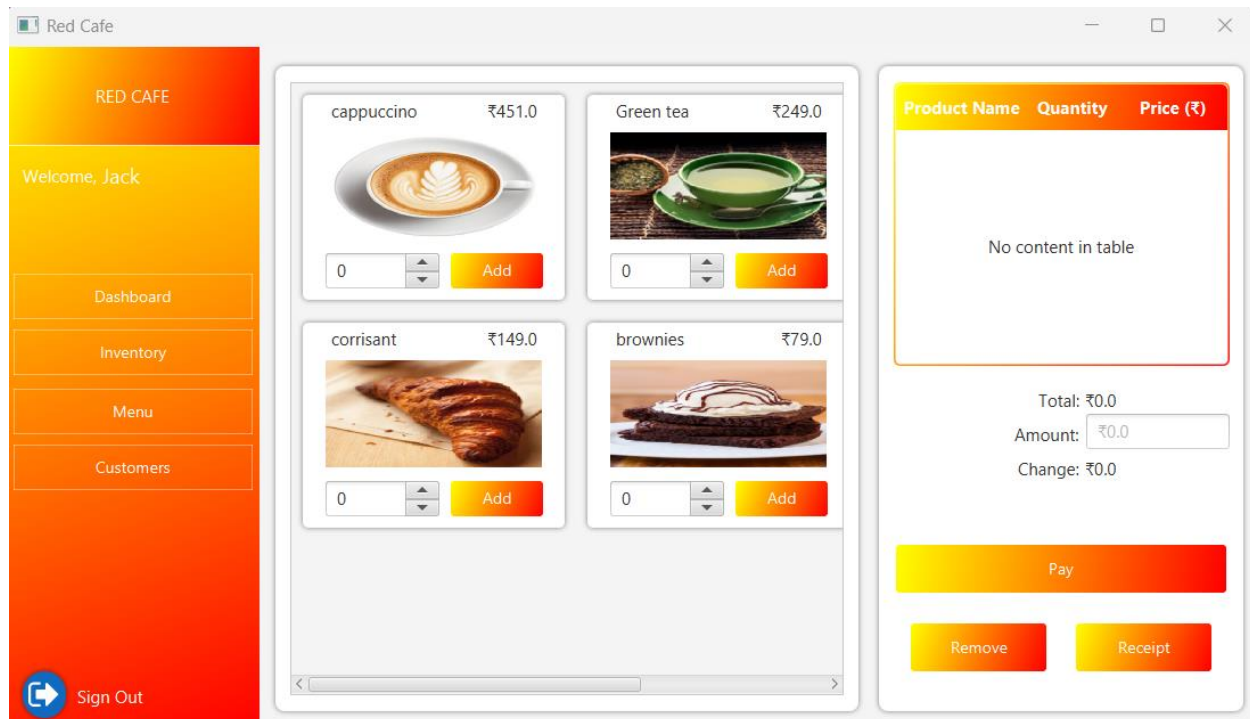 Red Cafe
RED CAFE
Welcome, Jack
Dashboard
Inventory
Menu
Customers
Sign Out
cappuccino ₹451.0
0 Add
Green tea ₹249.0
0 Add
corrisant ₹149.0
0 Add
brownies ₹79.0
0 Add
Product Name Quantity Price (₹)
No content in table
Total: ₹0.0
Amount: ₹0.0
Change: ₹0.0
Pay
Remove Receipt